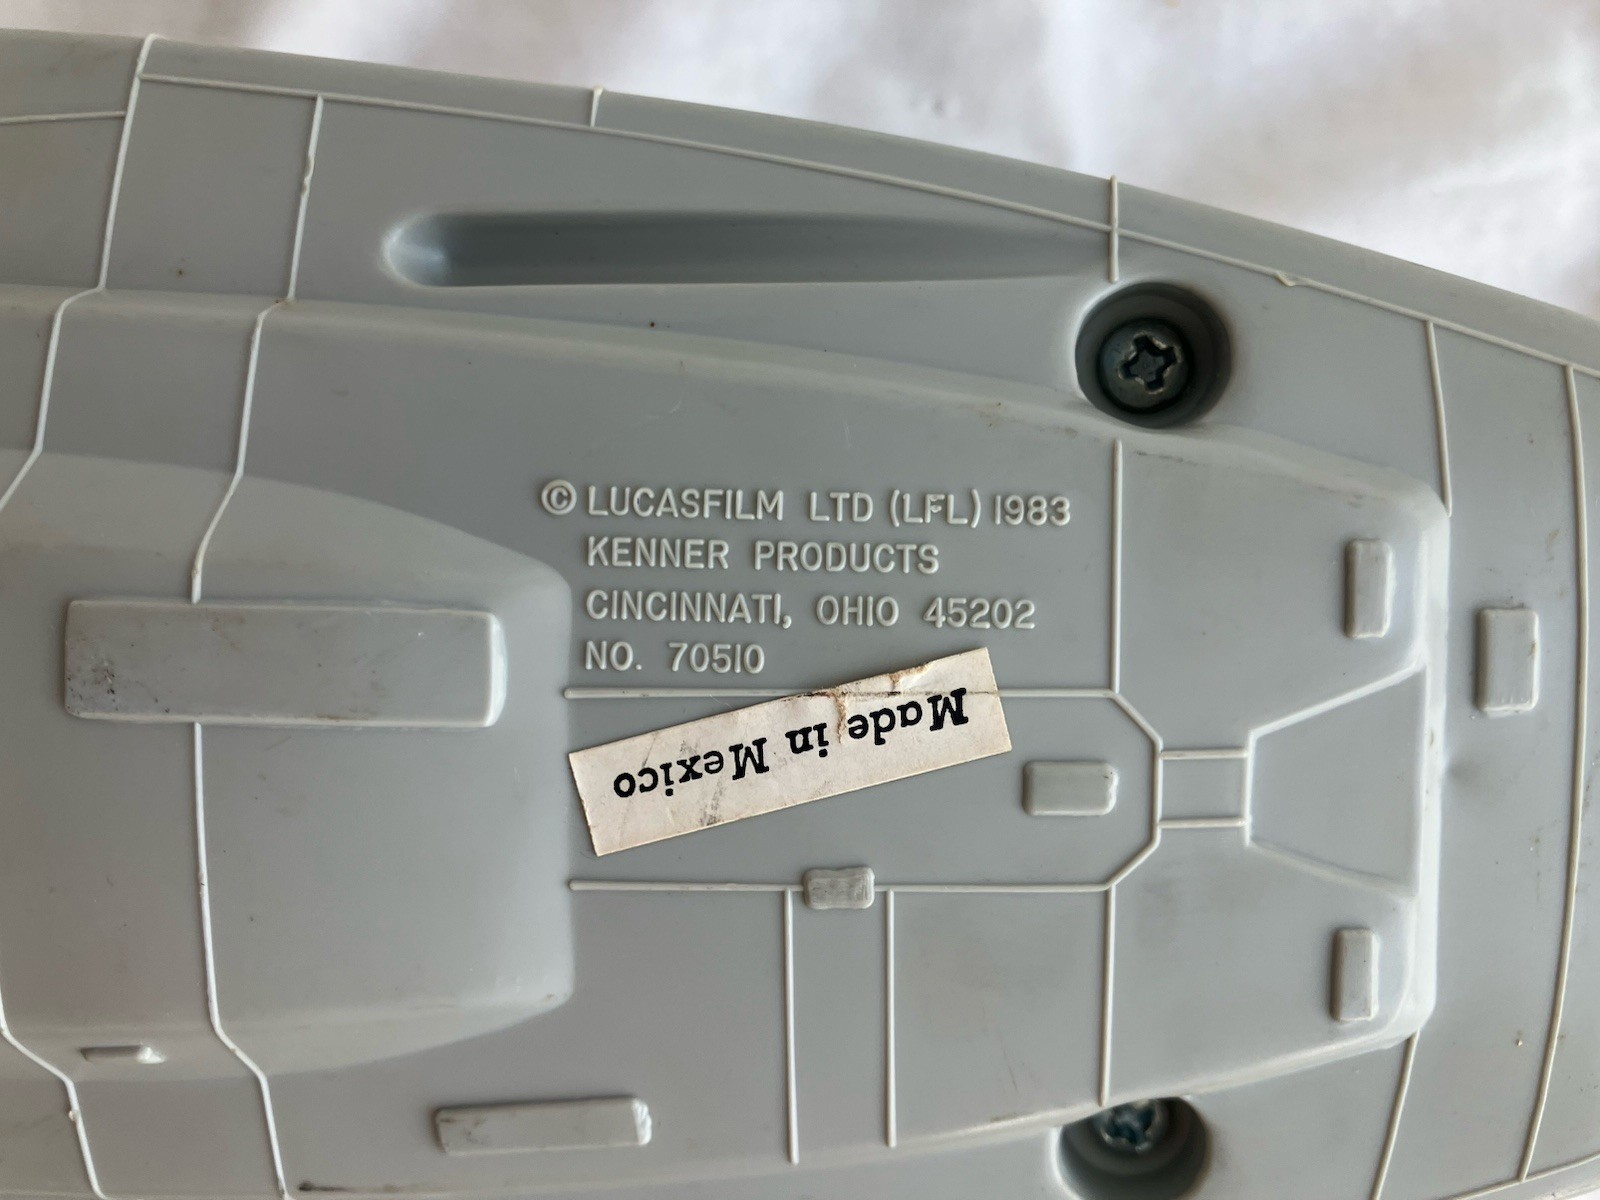 © LUCASFILM LTD (LFL) 1983
KENNER PRODUCTS
CINCINNATI, OHIO 45202
NO. 70510
Made in Mexico